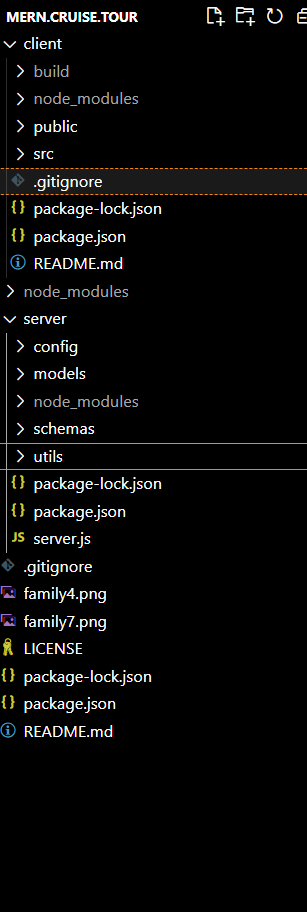 MERN.CRUISE.TOUR
client
build
node_modules
public
src
.gitignore
{} package-lock.json
{} package.json
README.md
node_modules
server
config
models
node_modules
schemas
utils
{} package-lock.json
{} package.json
JS server.js
.gitignore
family4.png
family7.png
LICENSE
{} package-lock.json
{} package.json
README.md